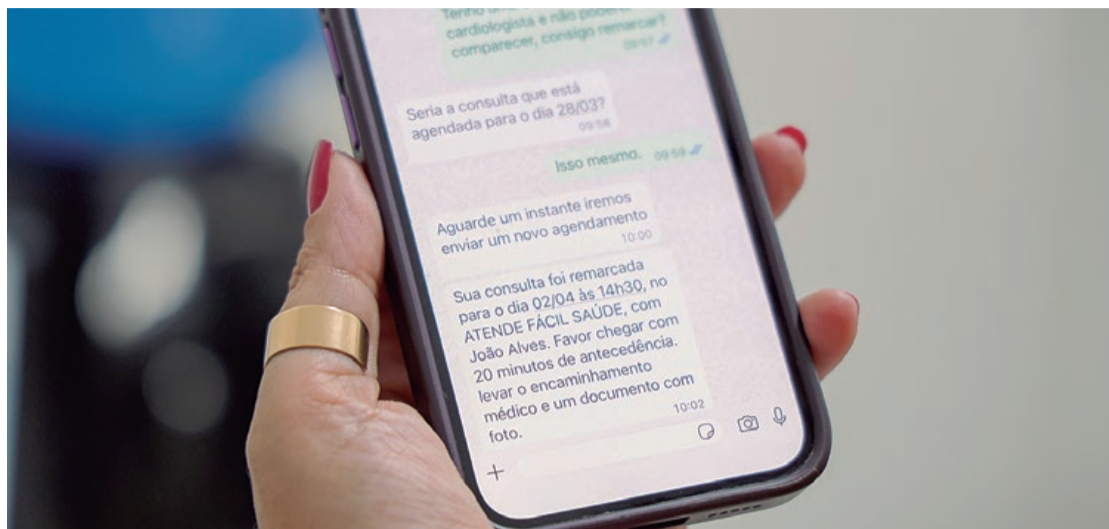 Tenho
cardiologista e não
comparecer, consigo remarcar?
09:57
Seria a consulta que está
agendada para o dia 28/03?
09:58
Isso mesmo. 09:59
Aguarde um instante iremos
enviar um novo agendamento
10:00
Sua consulta foi remarcada
para o dia 02/04 às 14h30, no
ATENDE FÁCIL SAÚDE, com
João Alves. Favor chegar com
20 minutos de antecedência.
levar o encaminhamento
médico e um documento com
foto.
10:02